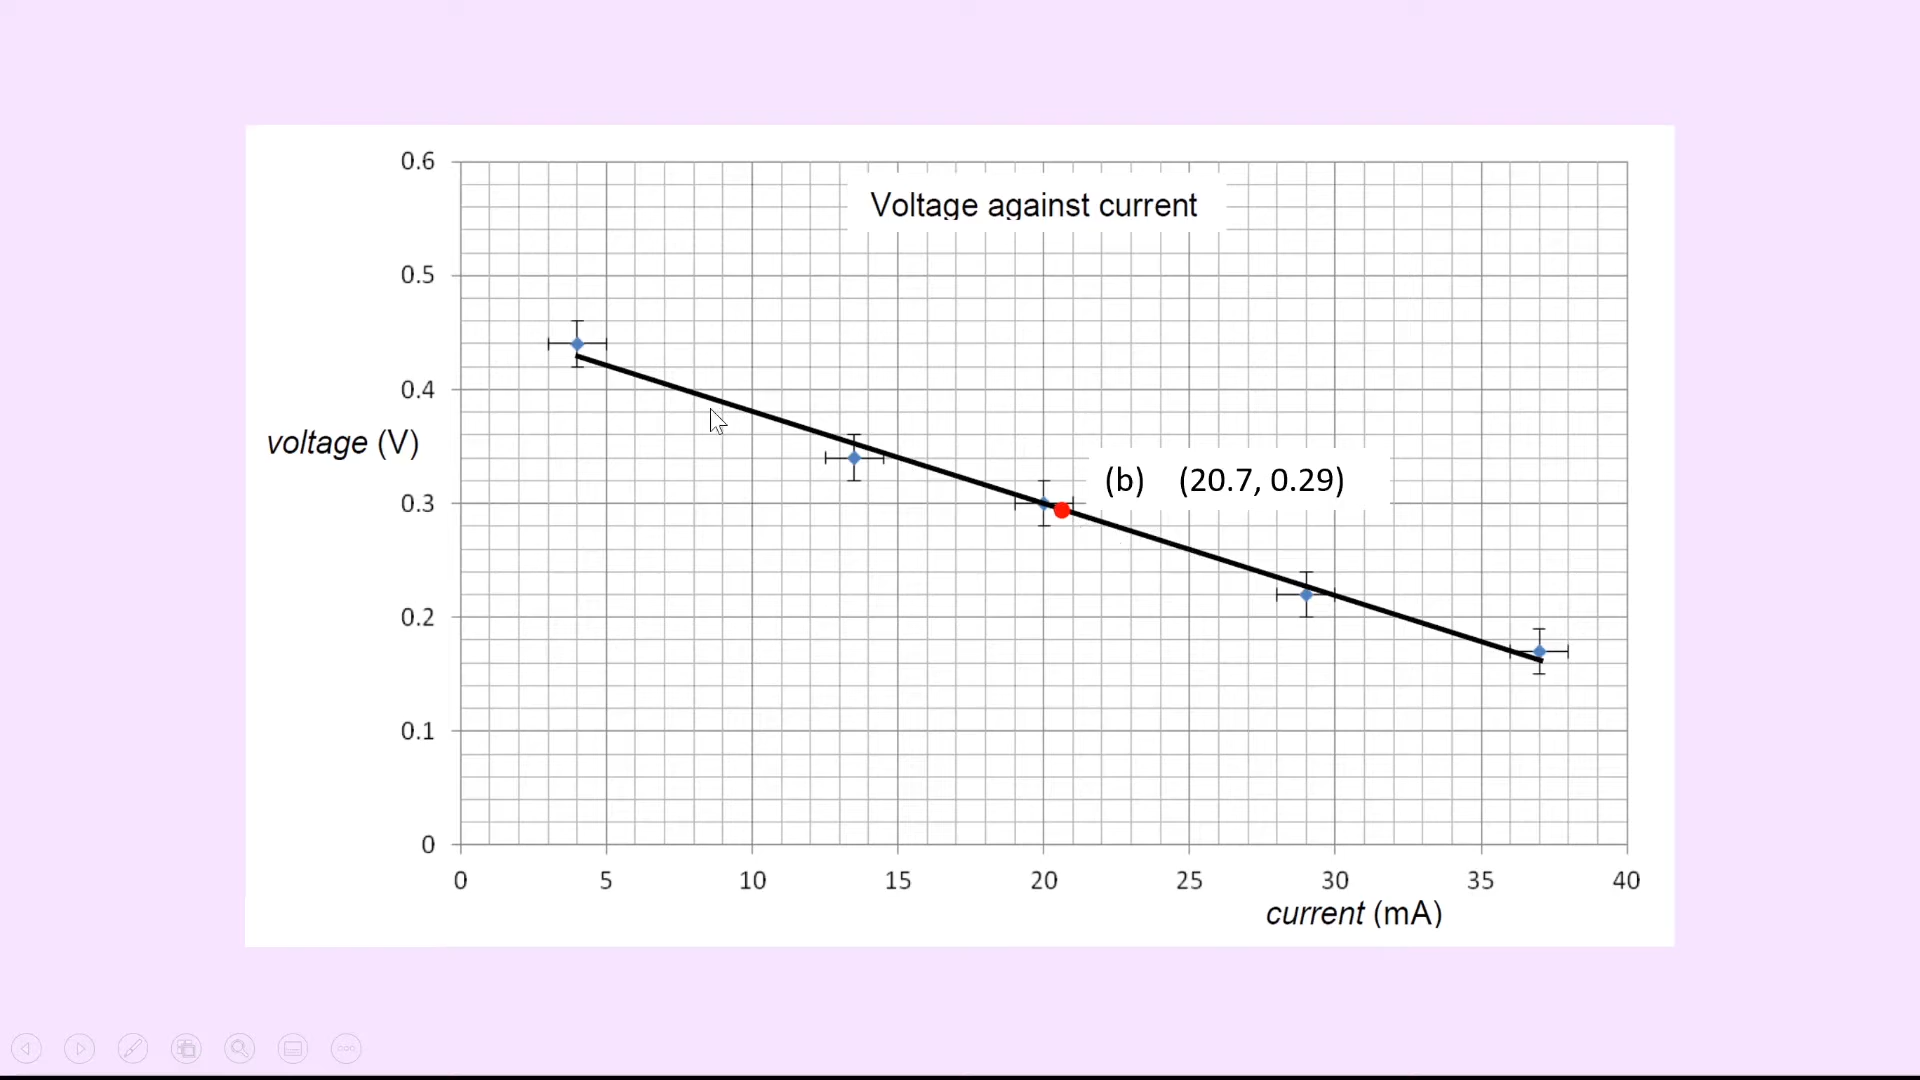 Voltage against current
0.6
0.5
0.4
voltage (V)
(b) (20.7, 0.29)
0.3
0.2
0.1
0
0 5 10 15 20 25 30 35 40
current (mA)